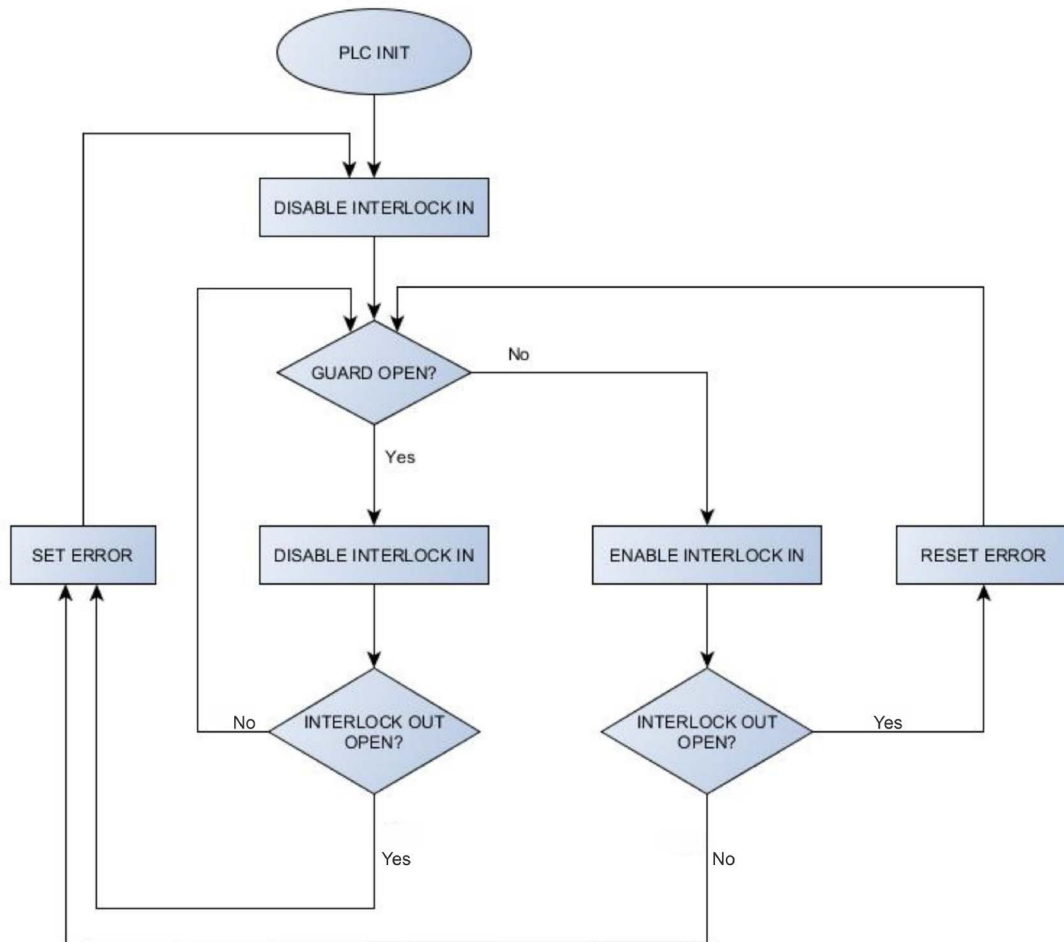 PLC INIT
DISABLE INTERLOCK IN
GUARD OPEN?
No
Yes
SET ERROR
DISABLE INTERLOCK IN
ENABLE INTERLOCK IN
RESET ERROR
No
INTERLOCK OUT
OPEN?
INTERLOCK OUT
OPEN?
Yes
Yes
No